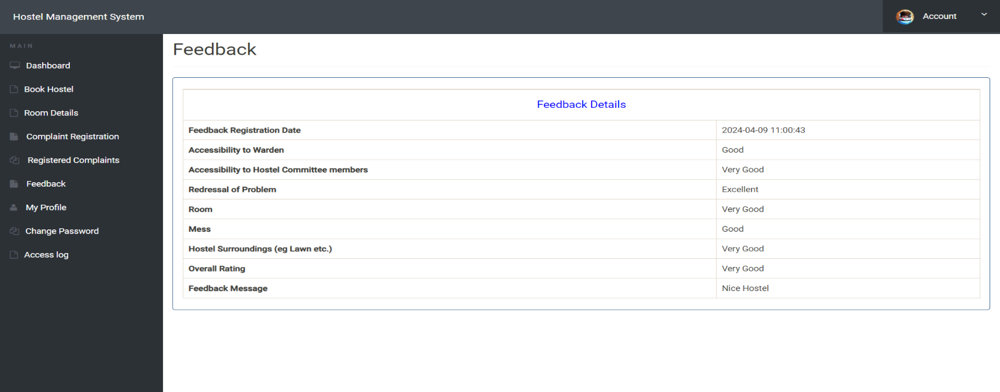 Hostel Management System
Account
MAIN
Dashboard
Book Hostel
Room Details
Complaint Registration
Registered Complaints
Feedback
My Profile
Change Password
Access log
Feedback
Feedback Details
Feedback Registration Date 2024-04-09 11:00:43
Accessibility to Warden Good
Accessibility to Hostel Committee members Very Good
Redressal of Problem Excellent
Room Very Good
Mess Good
Hostel Surroundings (eg Lawn etc.) Very Good
Overall Rating Very Good
Feedback Message Nice Hostel